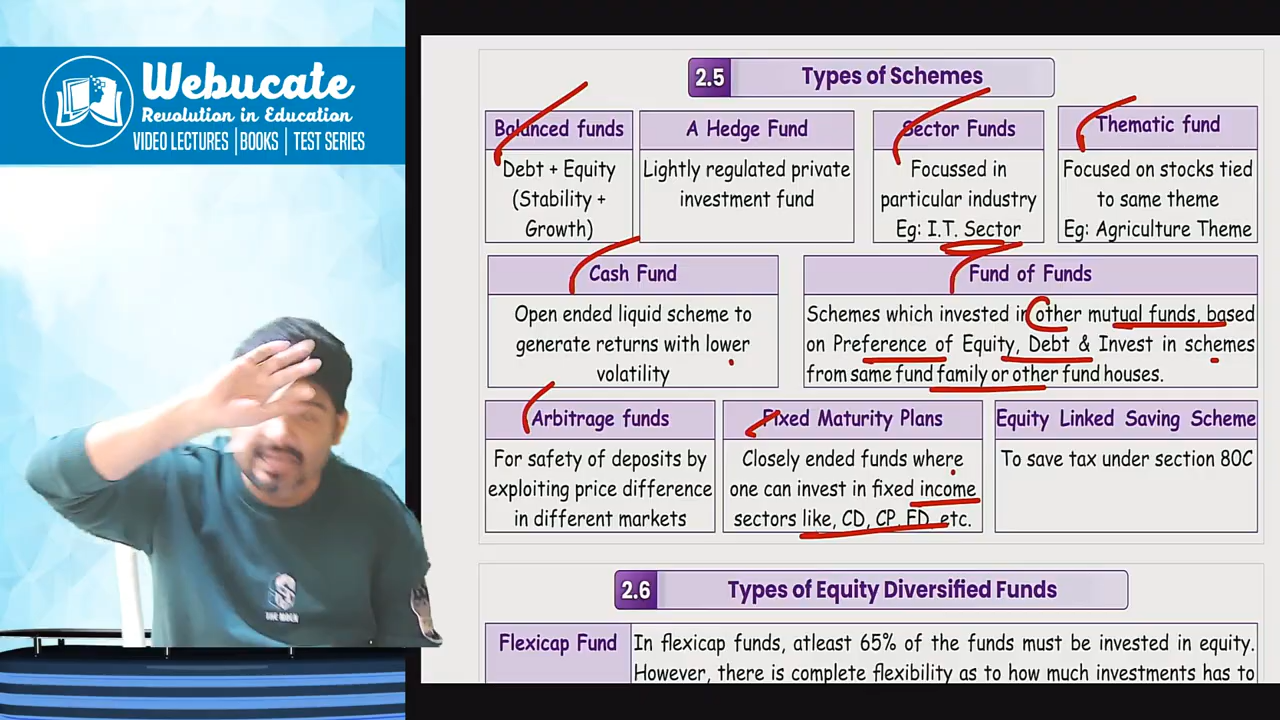 Webucate
Revolution in Education
VIDEO LECTURES | BOOKS | TEST SERIES
2.5 Types of Schemes
Balanced funds
Debt + Equity
(Stability +
Growth)
A Hedge Fund
Lightly regulated private
investment fund
Sector Funds
Focussed in
particular industry
Eg: I.T. Sector
Thematic fund
Focused on stocks tied
to same theme
Eg: Agriculture Theme
Cash Fund
Open ended liquid scheme to
generate returns with lower
volatility
Fund of Funds
Schemes which invested in other mutual funds, based
on Preference of Equity, Debt & Invest in schemes
from same fund family or other fund houses.
Arbitrage funds
For safety of deposits by
exploiting price difference
in different markets
Fixed Maturity Plans
Closely ended funds where
one can invest in fixed income
sectors like, CD, CP, FD, etc.
Equity Linked Saving Scheme
To save tax under section 80C
2.6 Types of Equity Diversified Funds
Flexicap Fund
In flexicap funds, atleast 65% of the funds must be invested in equity.
However, there is complete flexibility as to how much investments has to